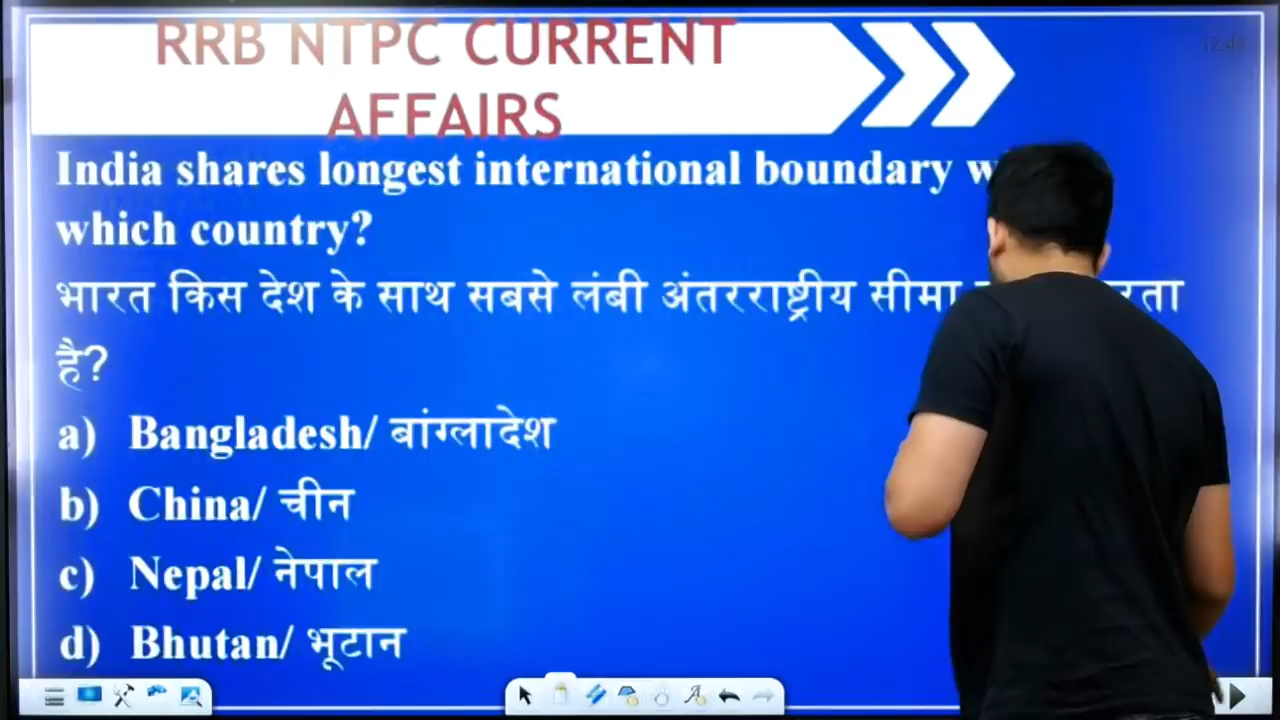 RRB NTPC CURRENT
AFFAIRS
India shares longest international boundary
which country?
भारत किस देश के साथ सबसे लंबी अंतरराष्ट्रीय सीमा
है?
a) Bangladesh/ बांग्लादेश
b) China/ चीन
c) Nepal/ नेपाल
d) Bhutan/ भूटान